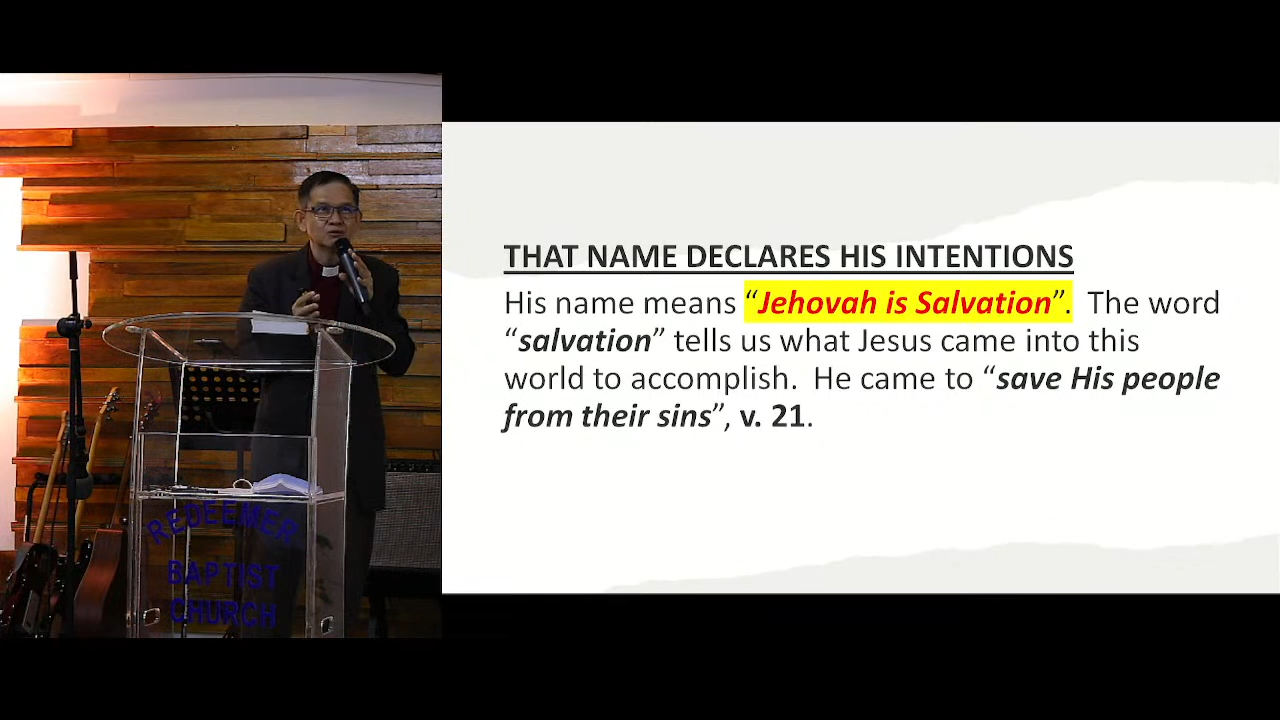 THAT NAME DECLARES HIS INTENTIONS
His name means “Jehovah is Salvation”.  The word
“salvation” tells us what Jesus came into this
world to accomplish.  He came to “save His people
from their sins”, v. 21.
REDEEMER
BAPTIST
CHURCH